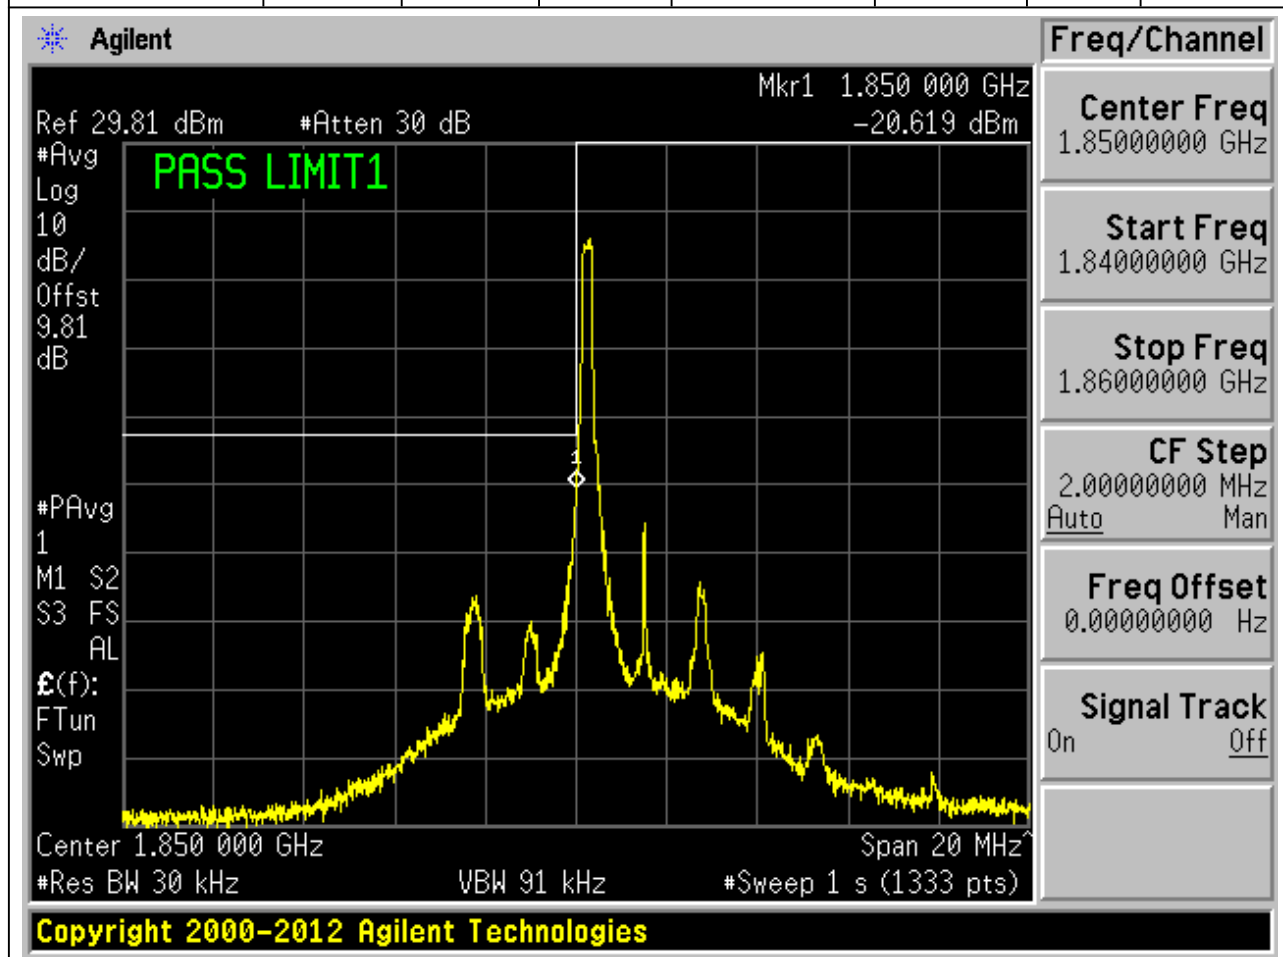 Agilent
Freq/Channel
Mkr1 1.850 000 GHz
Ref 29.81 dBm #Atten 30 dB -20.619 dBm
#Avg
Log
10
dB/
Offst
9.81
dB
PASS LIMIT1
1
#PAvg
1
M1 S2
S3 FS
AL
£(f):
FTun
Swp
Center 1.850 000 GHz Span 20 MHz^
#Res BW 30 kHz VBW 91 kHz #Sweep 1 s (1333 pts)
Copyright 2000-2012 Agilent Technologies
Center Freq
1.85000000 GHz
Start Freq
1.84000000 GHz
Stop Freq
1.86000000 GHz
CF Step
2.00000000 MHz
Auto Man
Freq Offset
0.00000000 Hz
Signal Track
On Off